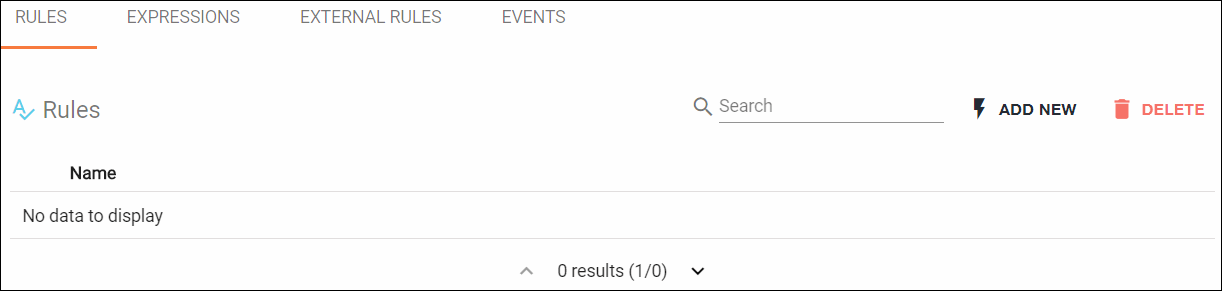 RULES EXPRESSIONS EXTERNAL RULES EVENTS
Rules Search ADD NEW DELETE
Name
No data to display
0 results (1/0)